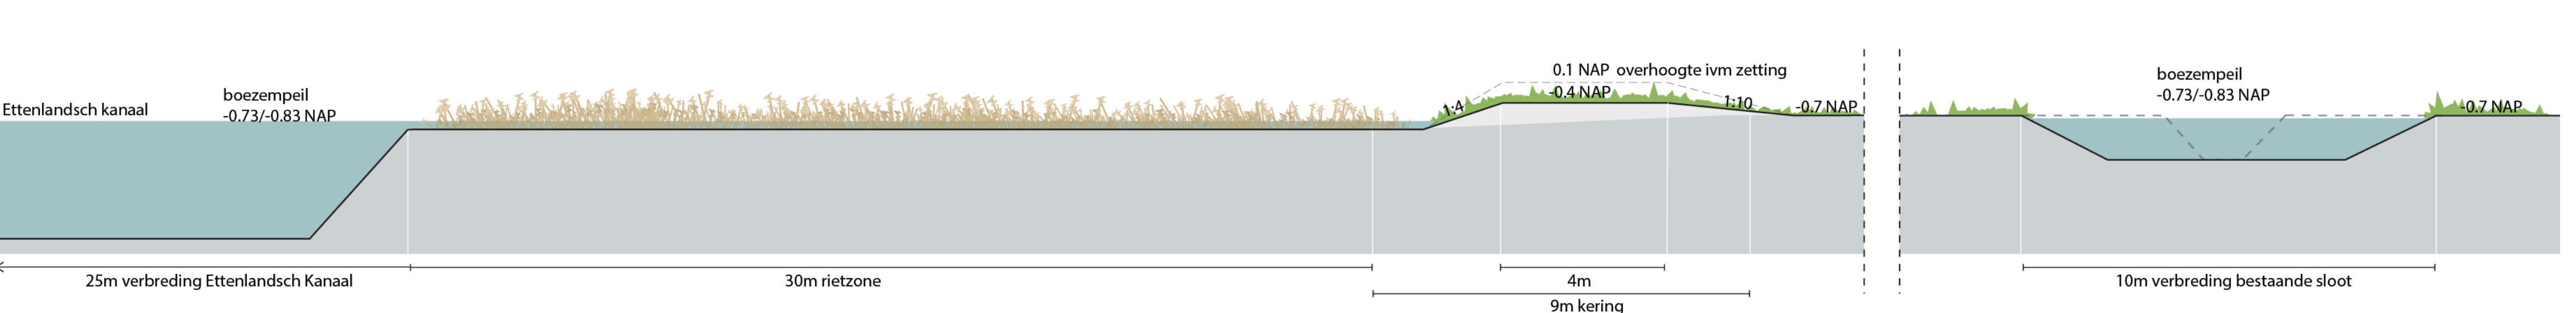 Ettenlandsch kanaal
boezempeil
-0.73/-0.83 NAP
1:4
0.1 NAP overhoogte ivm zetting
-0.4 NAP
1:10
-0.7 NAP
boezempeil
-0.73/-0.83 NAP
-0.7 NAP
25m verbreding Ettenlandsch Kanaal
30m rietzone
4m
9m kering
10m verbreding bestaande sloot